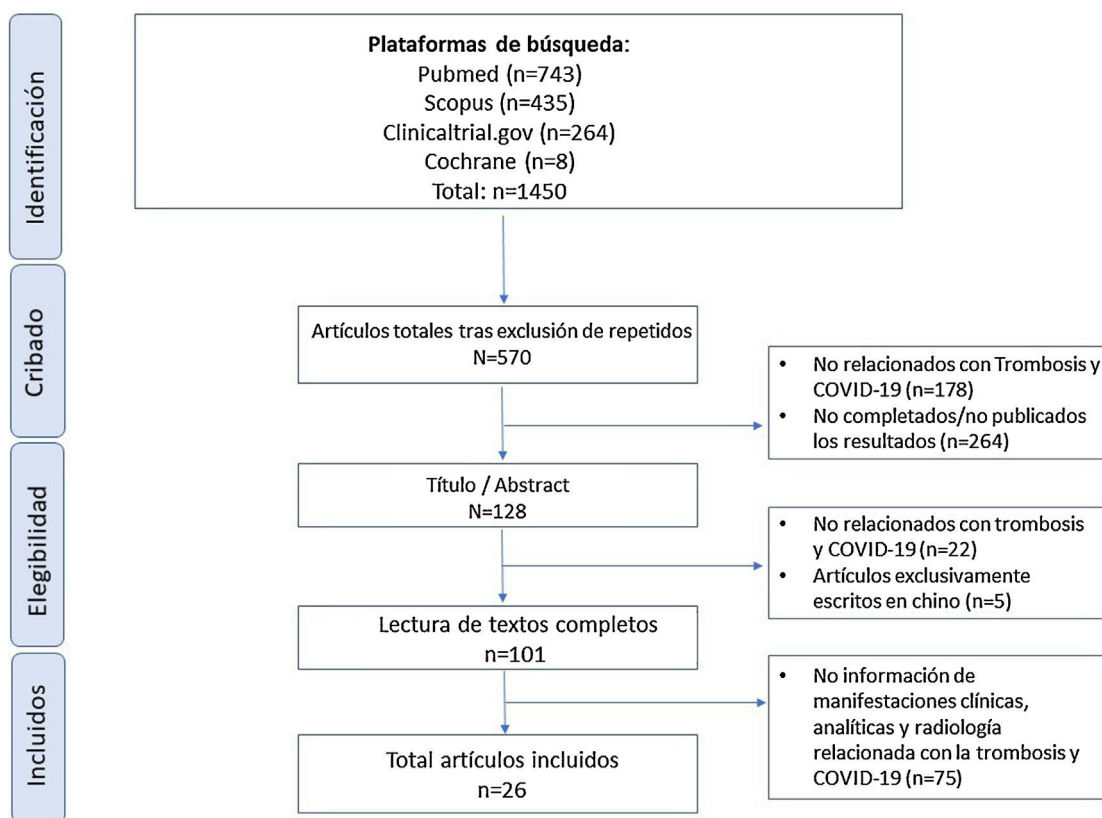 Identificación
Plataformas de búsqueda:
Pubmed (n=743)
Scopus (n=435)
Clinicaltrial.gov (n=264)
Cochrane (n=8)
Total: n=1450
Cribado
Artículos totales tras exclusión de repetidos
N=570
• No relacionados con Trombosis y
COVID-19 (n=178)
• No completados/no publicados
los resultados (n=264)
Elegibilidad
Título / Abstract
N=128
• No relacionados con trombosis
y COVID-19 (n=22)
• Artículos exclusivamente
escritos en chino (n=5)
Lectura de textos completos
n=101
Incluidos
• No información de
manifestaciones clínicas,
analíticas y radiología
relacionada con la trombosis y
COVID-19 (n=75)
Total artículos incluidos
n=26